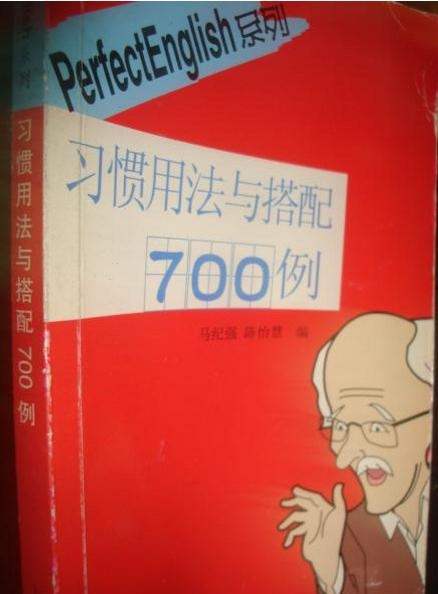 PerfectEnglish系列
习惯用法与搭配
700例
马纪强 陈怡慧 编
系列
习惯用法与搭配 700 例